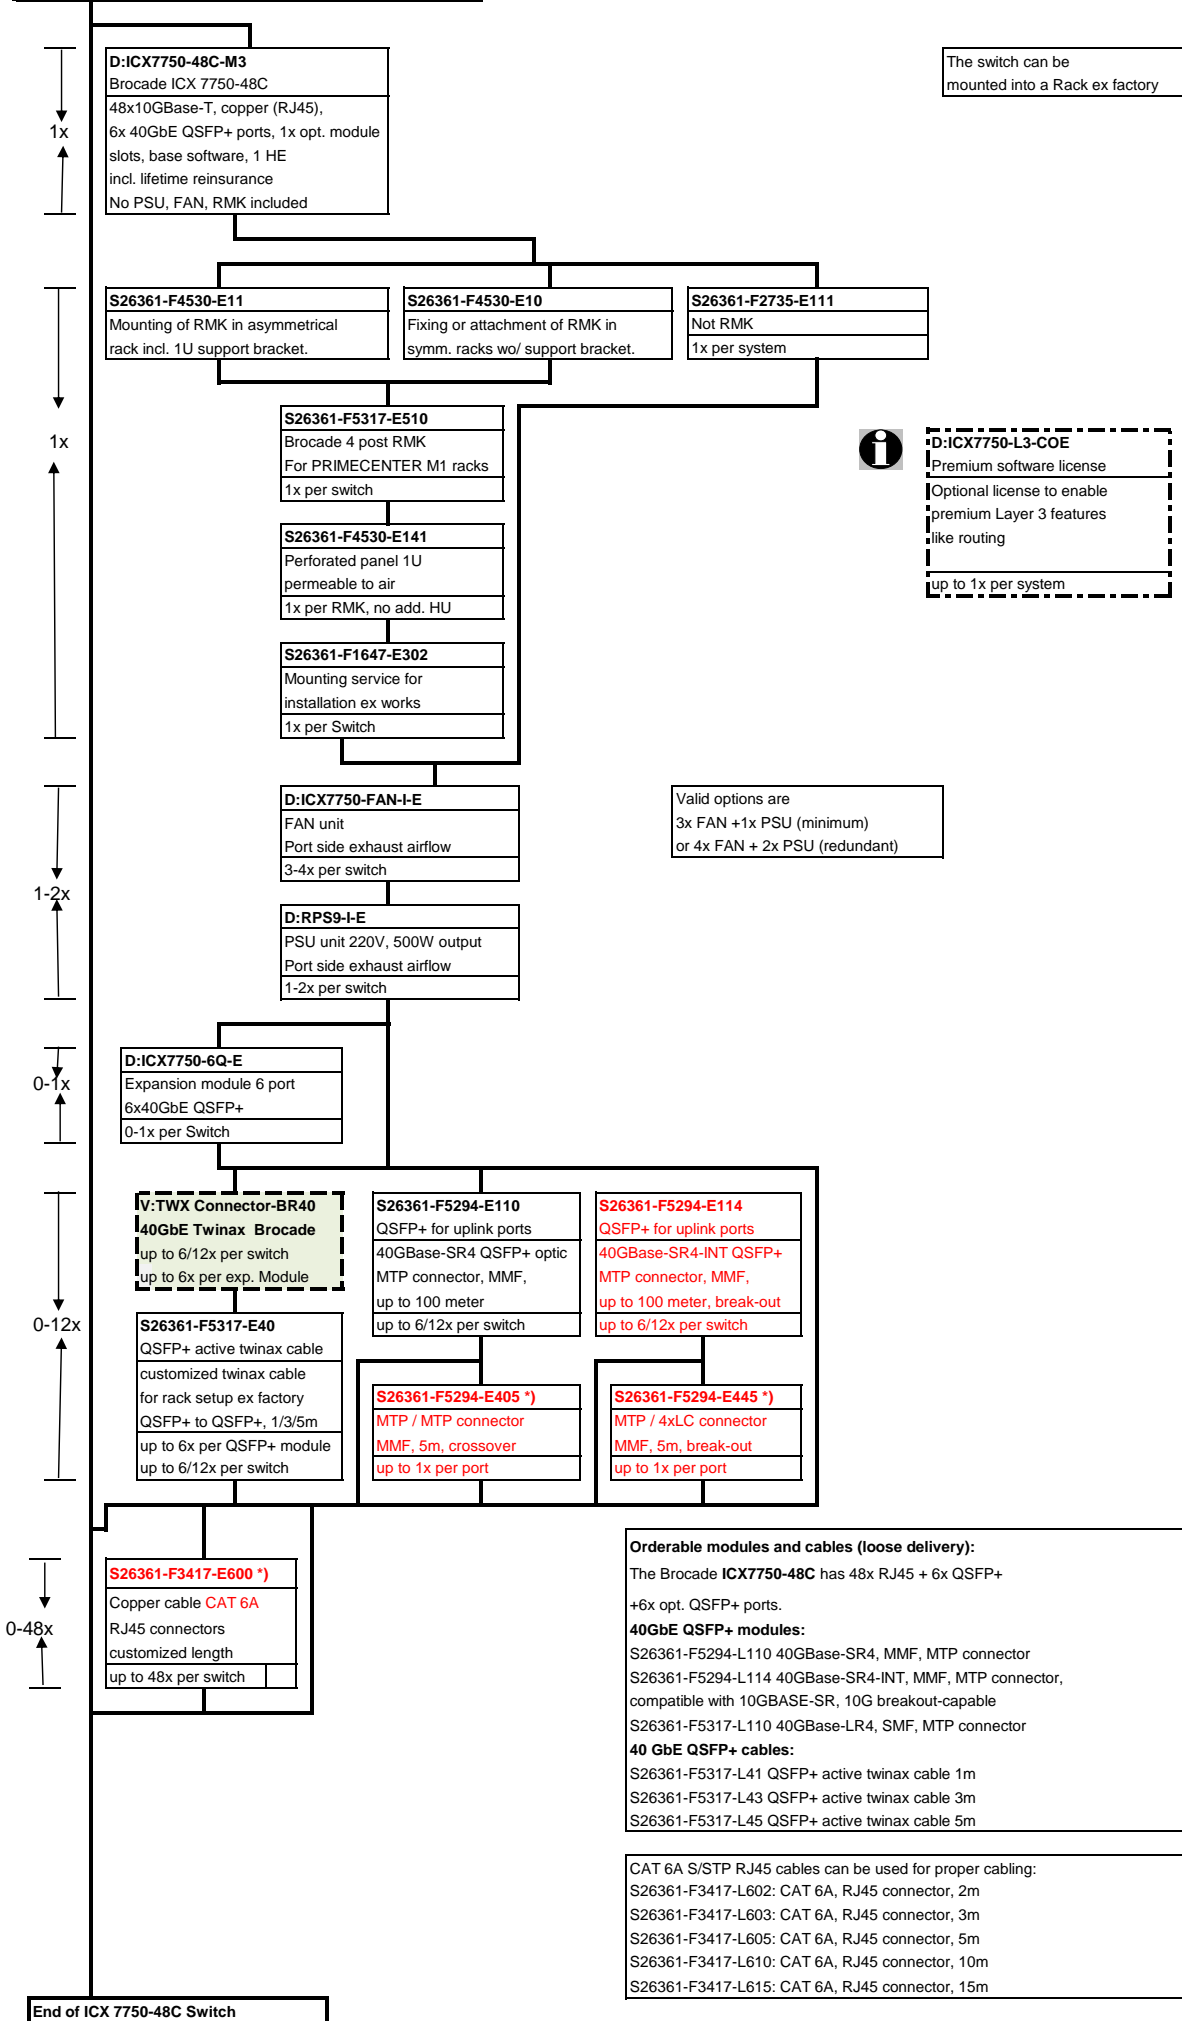 D:ICX7750-48C-M3
Brocade ICX 7750-48C
48x10GBase-T, copper (RJ45),
6x 40GbE QSFP+ ports, 1x opt. module
slots, base software, 1 HE
incl. lifetime reinsurance
No PSU, FAN, RMK included
The switch can be
mounted into a Rack ex factory
1x
S26361-F4530-E11
Mounting of RMK in asymmetrical
rack incl. 1U support bracket.
S26361-F4530-E10
Fixing or attachment of RMK in
symm. racks wo/ support bracket.
S26361-F2735-E111
Not RMK
1x per system
1x
S26361-F5317-E510
Brocade 4 post RMK
For PRIMECENTER M1 racks
1x per switch
D:ICX7750-L3-COE
Premium software license
Optional license to enable
premium Layer 3 features
like routing
up to 1x per system
S26361-F4530-E141
Perforated panel 1U
permeable to air
1x per RMK, no add. HU
S26361-F1647-E302
Mounting service for
installation ex works
1x per Switch
D:ICX7750-FAN-I-E
FAN unit
Port side exhaust airflow
3-4x per switch
Valid options are
3x FAN +1x PSU (minimum)
or 4x FAN + 2x PSU (redundant)
1-2x
D:RPS9-I-E
PSU unit 220V, 500W output
Port side exhaust airflow
1-2x per switch
0-1x
D:ICX7750-6Q-E
Expansion module 6 port
6x40GbE QSFP+
0-1x per Switch
V:TWX Connector-BR40
40GbE Twinax  Brocade
up to 6/12x per switch
up to 6x per exp. Module
S26361-F5294-E110
QSFP+ for uplink ports
40GBase-SR4 QSFP+ optic
MTP connector, MMF,
up to 100 meter
up to 6/12x per switch
S26361-F5294-E114
QSFP+ for uplink ports
40GBase-SR4-INT QSFP+
MTP connector, MMF,
up to 100 meter, break-out
up to 6/12x per switch
0-12x
S26361-F5317-E40
QSFP+ active twinax cable
customized twinax cable
for rack setup ex factory
QSFP+ to QSFP+, 1/3/5m
up to 6x per QSFP+ module
up to 6/12x per switch
S26361-F5294-E405 *)
MTP / MTP connector
MMF, 5m, crossover
up to 1x per port
S26361-F5294-E445 *)
MTP / 4xLC connector
MMF, 5m, break-out
up to 1x per port
0-48x
S26361-F3417-E600 *)
Copper cable CAT 6A
RJ45 connectors
customized length
up to 48x per switch
Orderable modules and cables (loose delivery):
The Brocade ICX7750-48C has 48x RJ45 + 6x QSFP+
+6x opt. QSFP+ ports.
40GbE QSFP+ modules:
S26361-F5294-L110 40GBase-SR4, MMF, MTP connector
S26361-F5294-L114 40GBase-SR4-INT, MMF, MTP connector,
compatible with 10GBASE-SR, 10G breakout-capable
S26361-F5317-L110 40GBase-LR4, SMF, MTP connector
40 GbE QSFP+ cables:
S26361-F5317-L41 QSFP+ active twinax cable 1m
S26361-F5317-L43 QSFP+ active twinax cable 3m
S26361-F5317-L45 QSFP+ active twinax cable 5m
CAT 6A S/STP RJ45 cables can be used for proper cabling:
S26361-F3417-L602: CAT 6A, RJ45 connector, 2m
S26361-F3417-L603: CAT 6A, RJ45 connector, 3m
S26361-F3417-L605: CAT 6A, RJ45 connector, 5m
S26361-F3417-L610: CAT 6A, RJ45 connector, 10m
S26361-F3417-L615: CAT 6A, RJ45 connector, 15m
End of ICX 7750-48C Switch